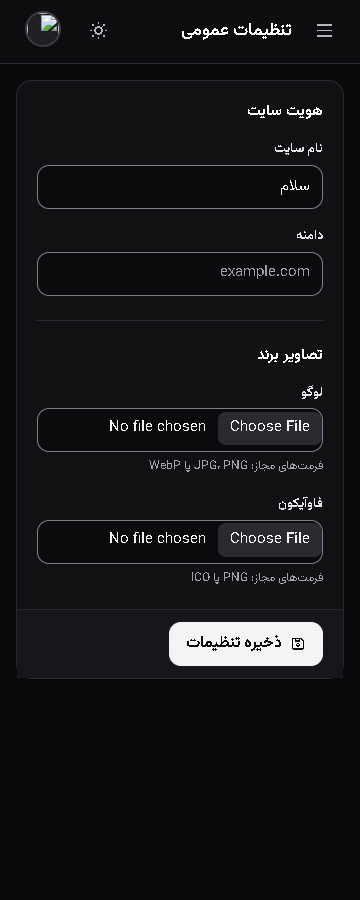 تنظیمات عمومی
هویت سایت
نام سایت
سلام
دامنه
example.com
تصاویر برند
لوگو
Choose File No file chosen
فرمت‌های مجاز: JPG، PNG یا WebP
فاوآیکون
Choose File No file chosen
فرمت‌های مجاز: PNG یا ICO
ذخیره تنظیمات